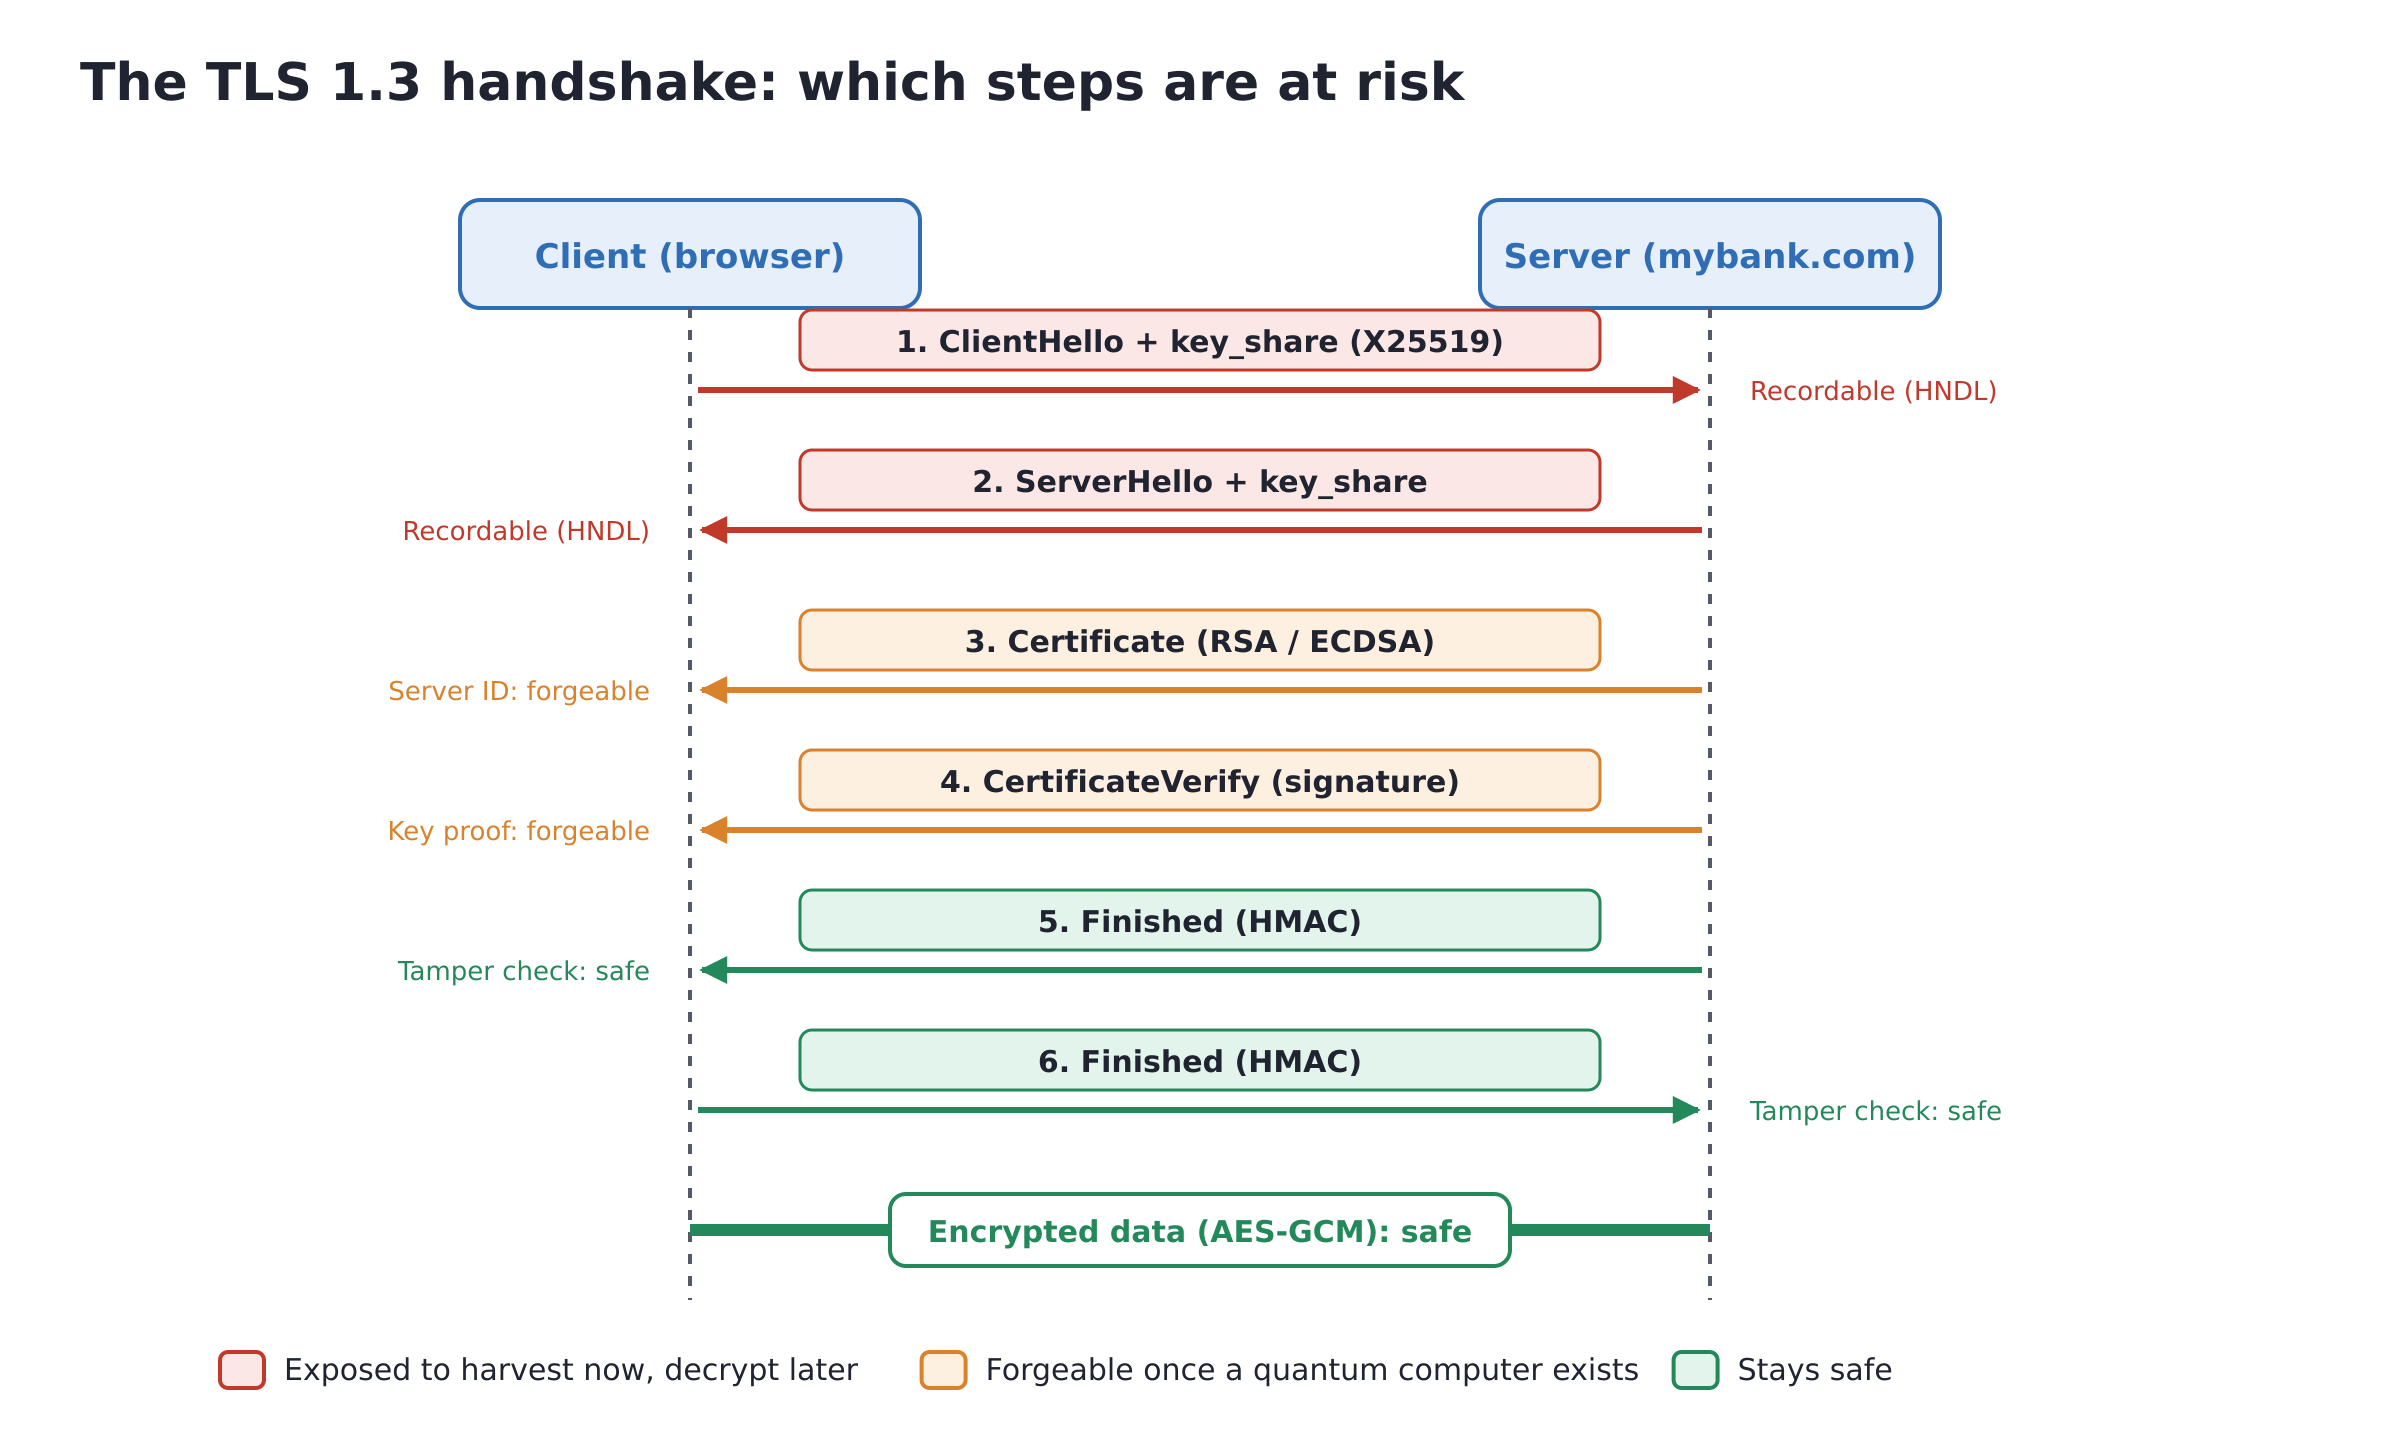 The TLS 1.3 handshake: which steps are at risk
Client (browser)
Server (mybank.com)
1. ClientHello + key_share (X25519)
Recordable (HNDL)
2. ServerHello + key_share
Recordable (HNDL)
3. Certificate (RSA / ECDSA)
Server ID: forgeable
4. CertificateVerify (signature)
Key proof: forgeable
5. Finished (HMAC)
Tamper check: safe
6. Finished (HMAC)
Tamper check: safe
Encrypted data (AES-GCM): safe
Exposed to harvest now, decrypt later
Forgeable once a quantum computer exists
Stays safe